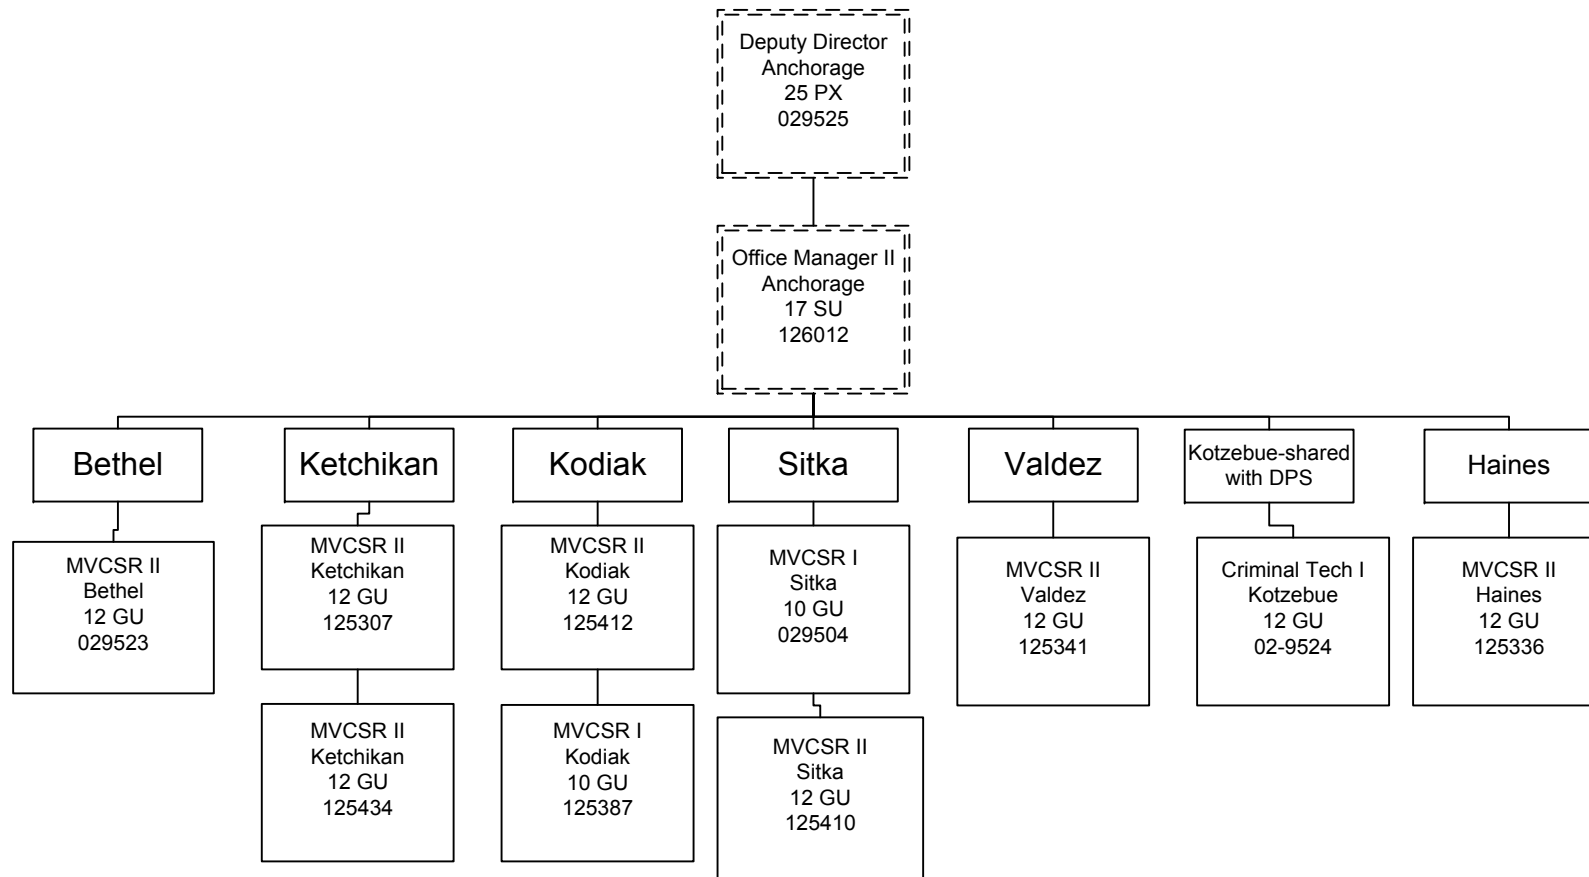 Deputy Director
Anchorage
25 PX
029525
Office Manager II
Anchorage
17 SU
126012
Bethel
Ketchikan
Kodiak
Sitka
Valdez
Kotzebue-shared
with DPS
Haines
MVCSR II
Bethel
12 GU
029523
MVCSR II
Ketchikan
12 GU
125307
MVCSR II
Kodiak
12 GU
125412
MVCSR I
Sitka
10 GU
029504
MVCSR II
Valdez
12 GU
125341
Criminal Tech I
Kotzebue
12 GU
02-9524
MVCSR II
Haines
12 GU
125336
MVCSR II
Ketchikan
12 GU
125434
MVCSR I
Kodiak
10 GU
125387
MVCSR II
Sitka
12 GU
125410